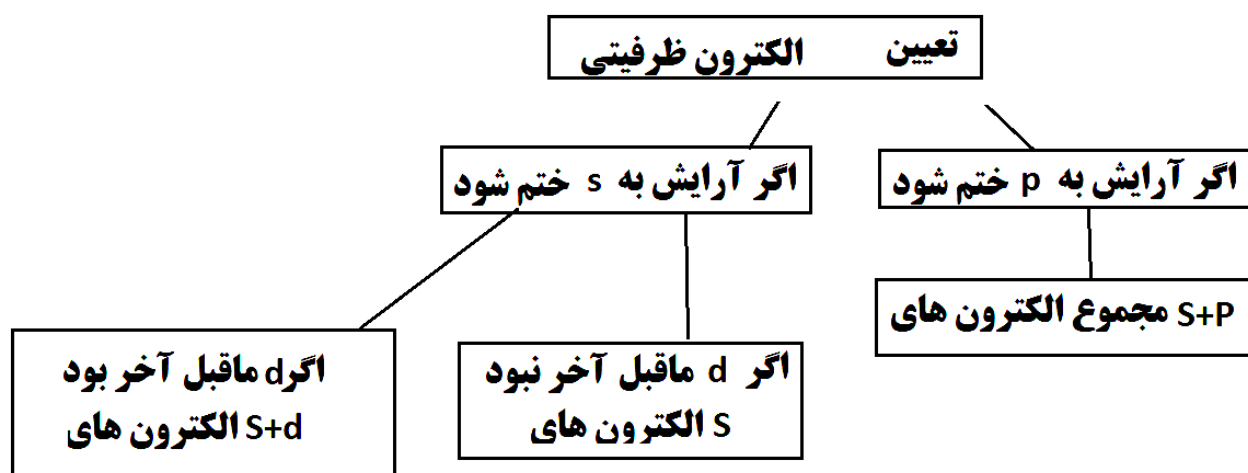 تعیین الکترون ظرفیتی
اگر آرایش به p ختم شود
اگر آرایش به s ختم شود
S+P مجموع الکترون های
اگر d ماقبل آخر نبود
S الکترون های
اگرd ماقبل آخر بود
S+d الکترون های